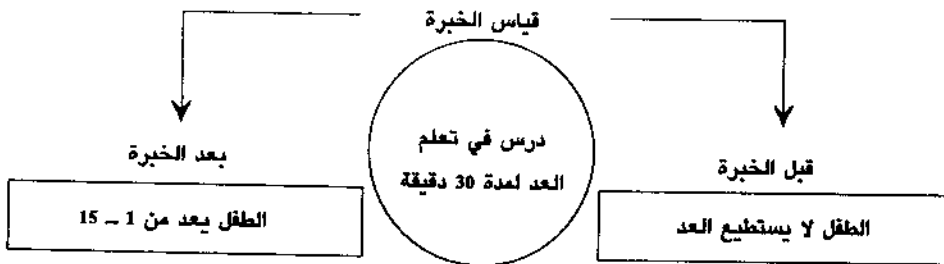 قياس الخبرة
قبل الخبرة
الطفل لا يستطيع العد
درس في تعلم
العد لمدة 30 دقيقة
بعد الخبرة
الطفل يعد من 1 ـ 15